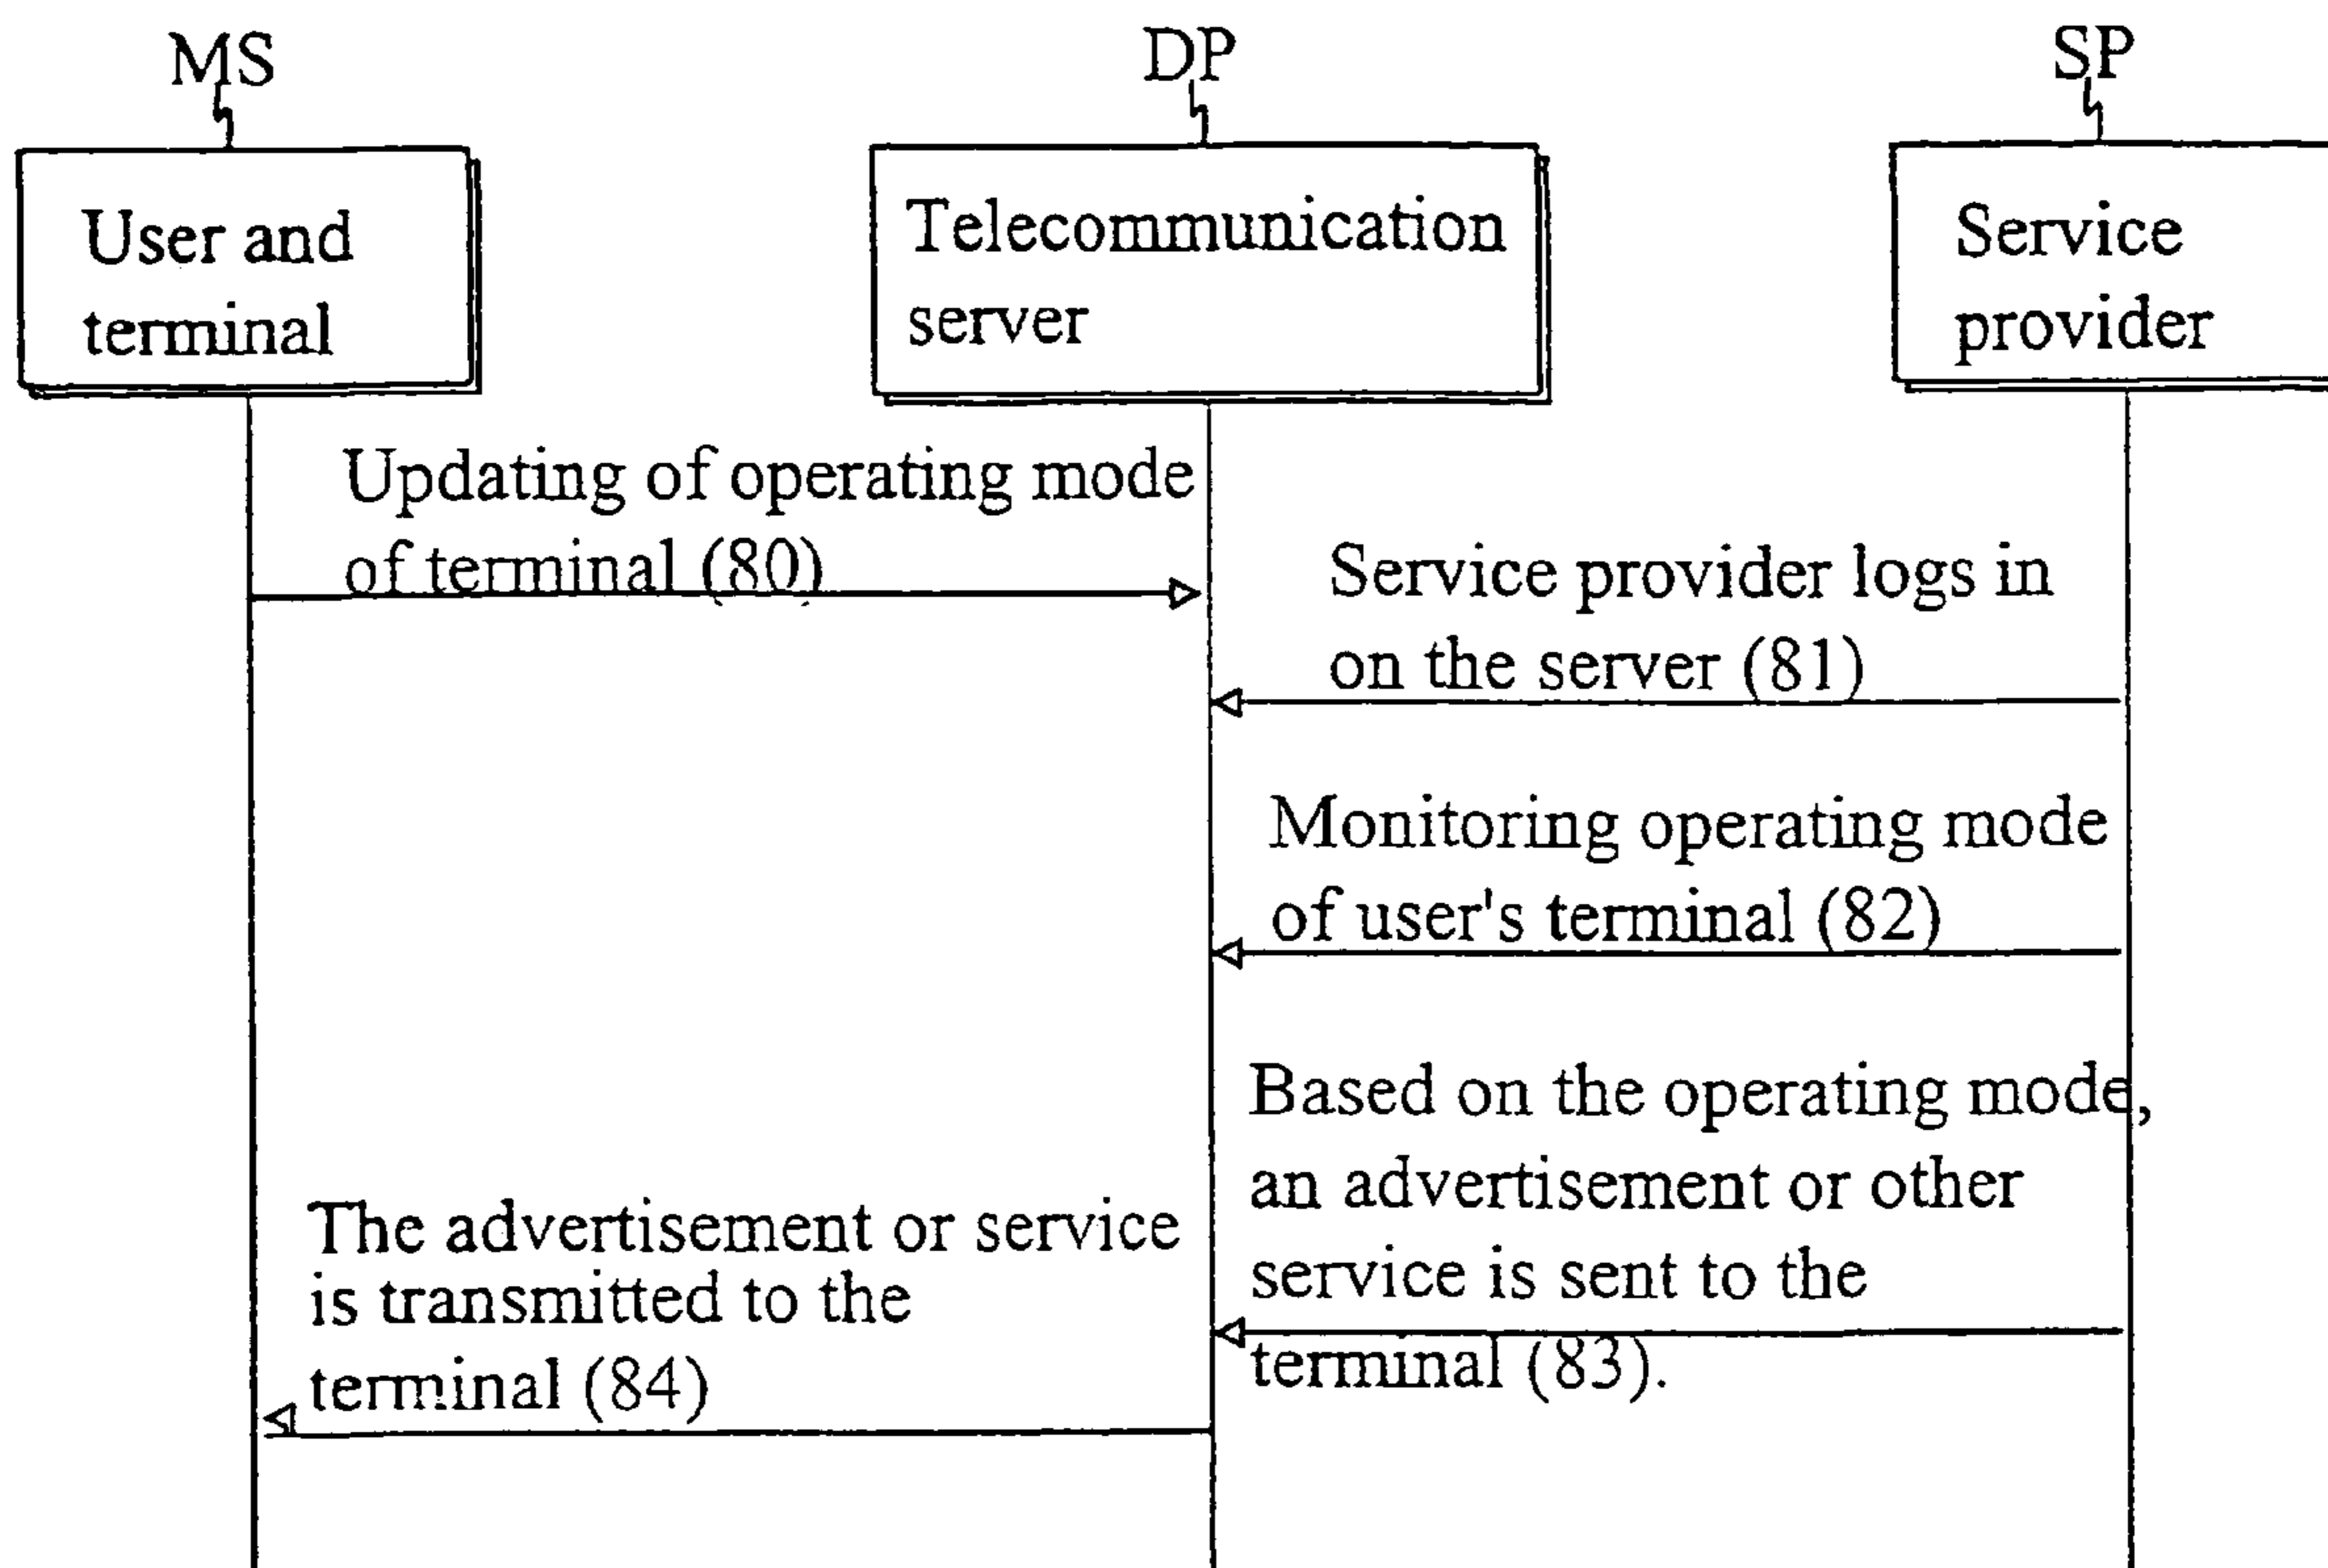 MS
DP
SP
User and
terminal
Telecommunication
server
Service
provider
Updating of operating mode
of terminal (80)
Service provider logs in
on the server (81)
Monitoring operating mode
of user's terminal (82)
Based on the operating mode,
an advertisement or other
service is sent to the
terminal (83).
The advertisement or service
is transmitted to the
terminal (84)